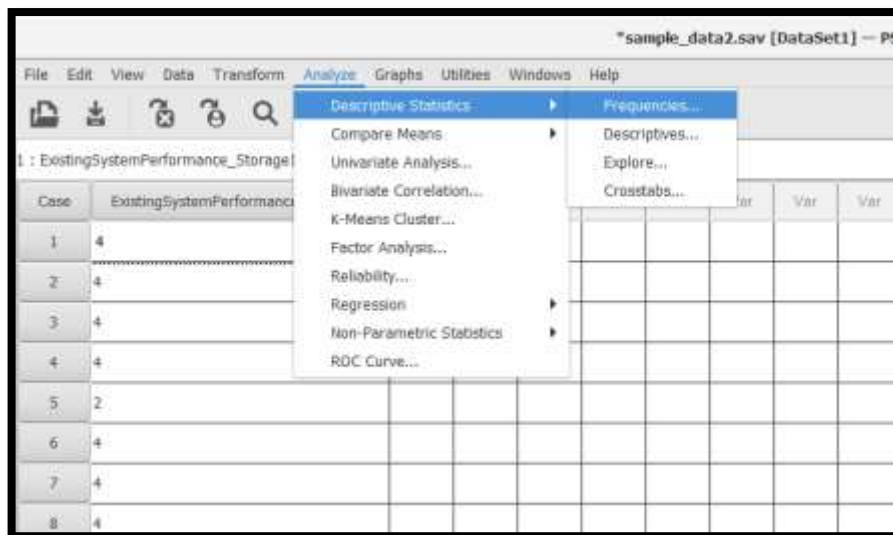 *sample_data2.sav [DataSet1] — PS
File Edit View Data Transform Analyze Graphs Utilities Windows Help
Descriptive Statistics Frequencies...
Compare Means Descriptives...
1 : ExistingSystemPerformance_Storage
Univariate Analysis... Explore...
Bivariate Correlation... Crosstabs...
Case ExistingSystemPerformanc Var Var
K-Means Cluster...
1 4
Factor Analysis...
2 4
Reliability...
Regression
3 4
Non-Parametric Statistics
4 4
ROC Curve...
5 2
6 4
7 4
8 4